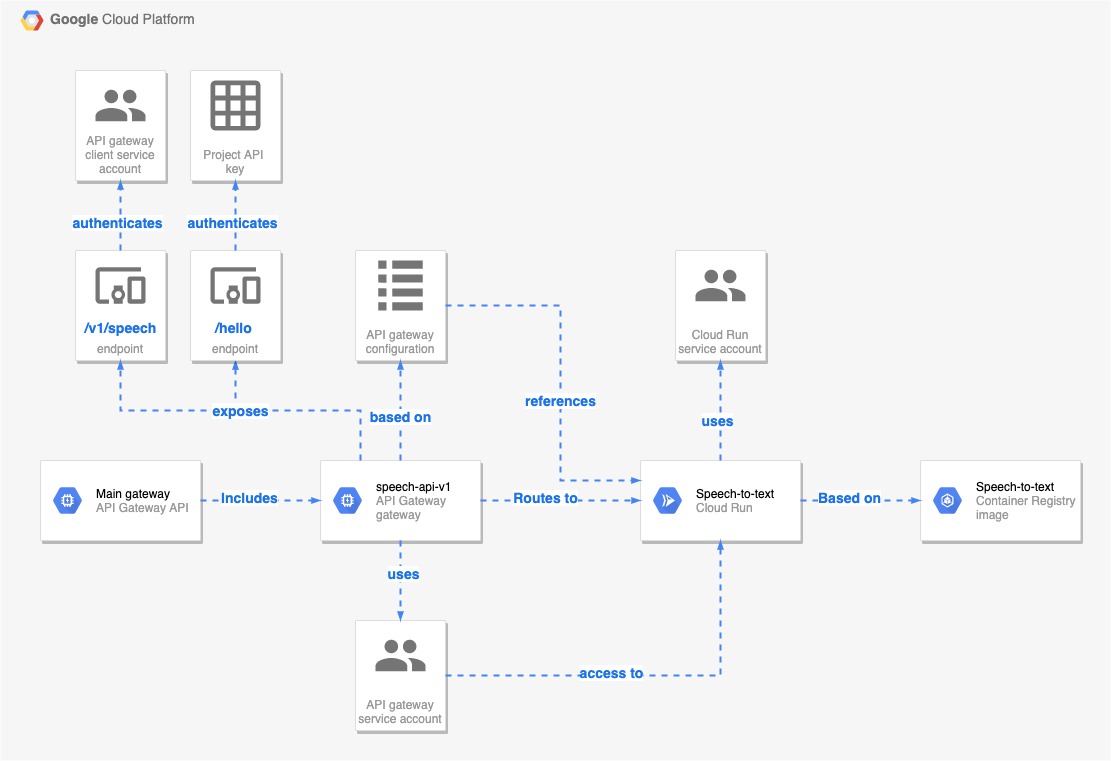 Google Cloud Platform
API gateway
client service
account
Project API
key
authenticates
authenticates
/v1/speech
endpoint
/hello
endpoint
API gateway
configuration
Cloud Run
service account
exposes
based on
references
uses
Main gateway
API Gateway API
Includes
speech-api-v1
API Gateway
gateway
Routes to
Speech-to-text
Cloud Run
Based on
Speech-to-text
Container Registry
image
uses
API gateway
service account
access to